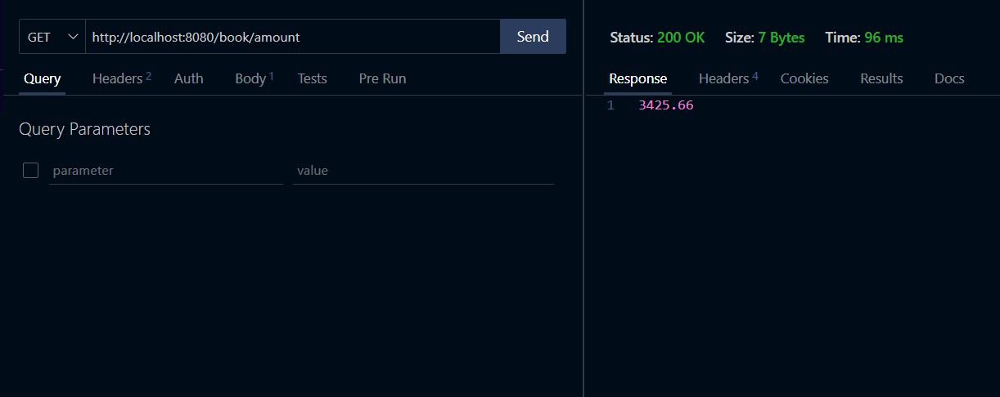 GET http://localhost:8080/book/amount Send
Query Headers 2 Auth Body 1 Tests Pre Run
Query Parameters
parameter value
Status: 200 OK Size: 7 Bytes Time: 96 ms
Response Headers 4 Cookies Results Docs
1 3425.66